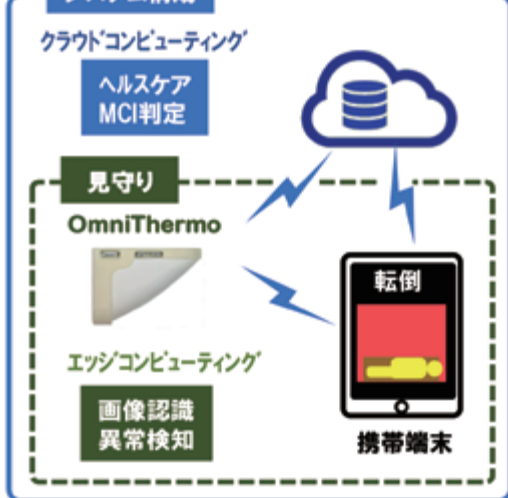 クラウドコンピューティング
ヘルスケア
MCI判定
見守り
OmniThermo
転倒
エッジコンピューティング
画像認識
異常検知
携帯端末